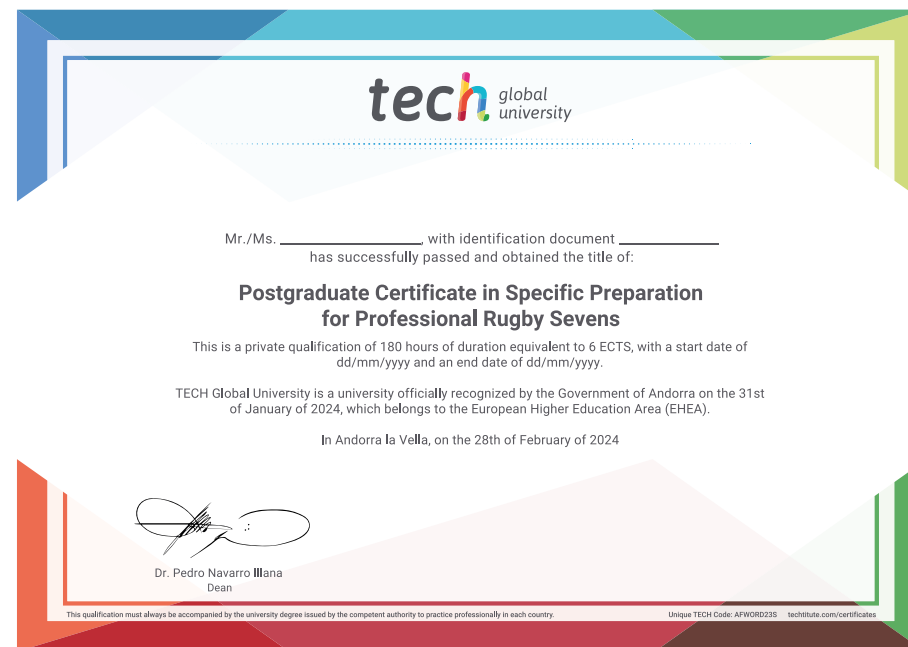 tech global university
Mr./Ms. ____________, with identification document ____________
has successfully passed and obtained the title of:
Postgraduate Certificate in Specific Preparation
for Professional Rugby Sevens
This is a private qualification of 180 hours of duration equivalent to 6 ECTS, with a start date of
dd/mm/yyyy and an end date of dd/mm/yyyy.
TECH Global University is a university officially recognized by the Government of Andorra on the 31st
of January of 2024, which belongs to the European Higher Education Area (EHEA).
In Andorra la Vella, on the 28th of February of 2024
Dr. Pedro Navarro Illana
Dean
This qualification must always be accompanied by the university degree issued by the competent authority to practice professionally in each country.
Unique TECH Code: AFWORD23S techtitute.com/certificates